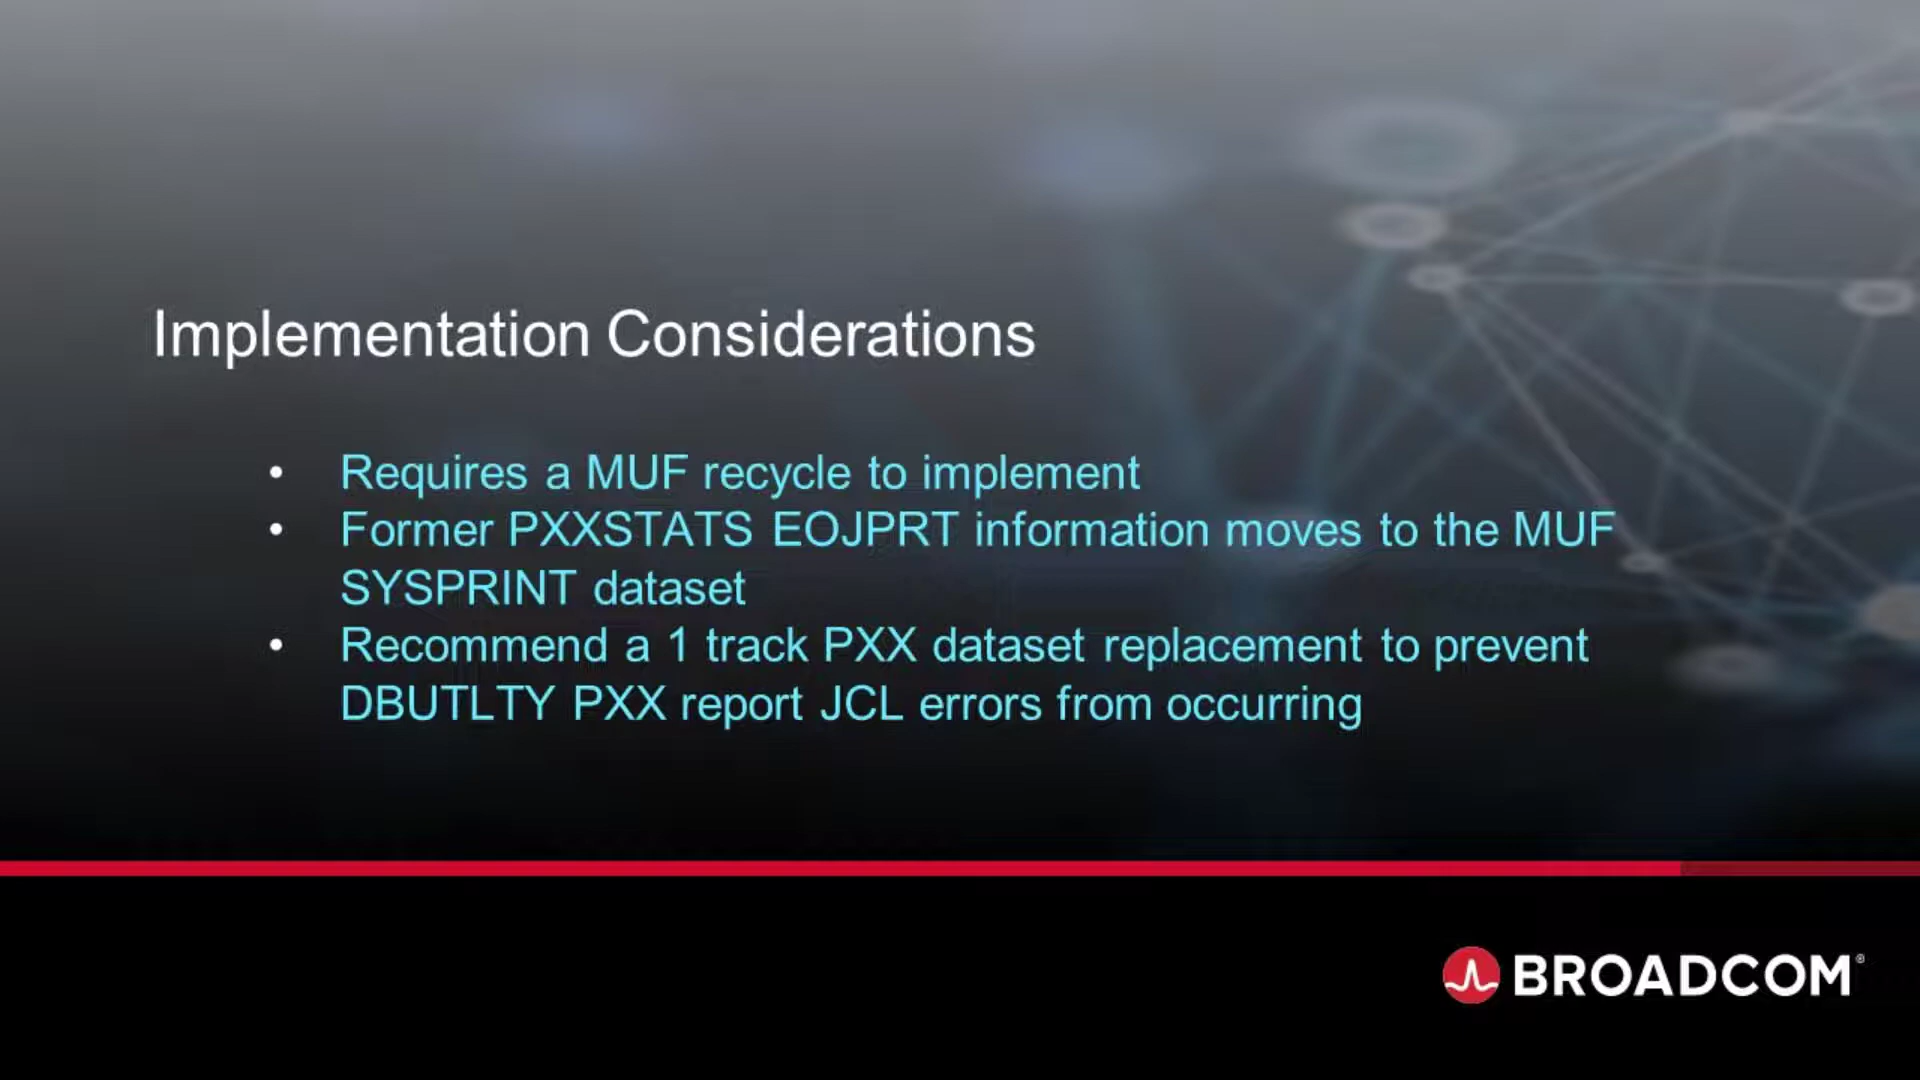 Implementation Considerations
• Requires a MUF recycle to implement
• Former PXXSTATS EOJPRT information moves to the MUF
SYSPRINT dataset
• Recommend a 1 track PXX dataset replacement to prevent
DBUTLTY PXX report JCL errors from occurring
BROADCOM®